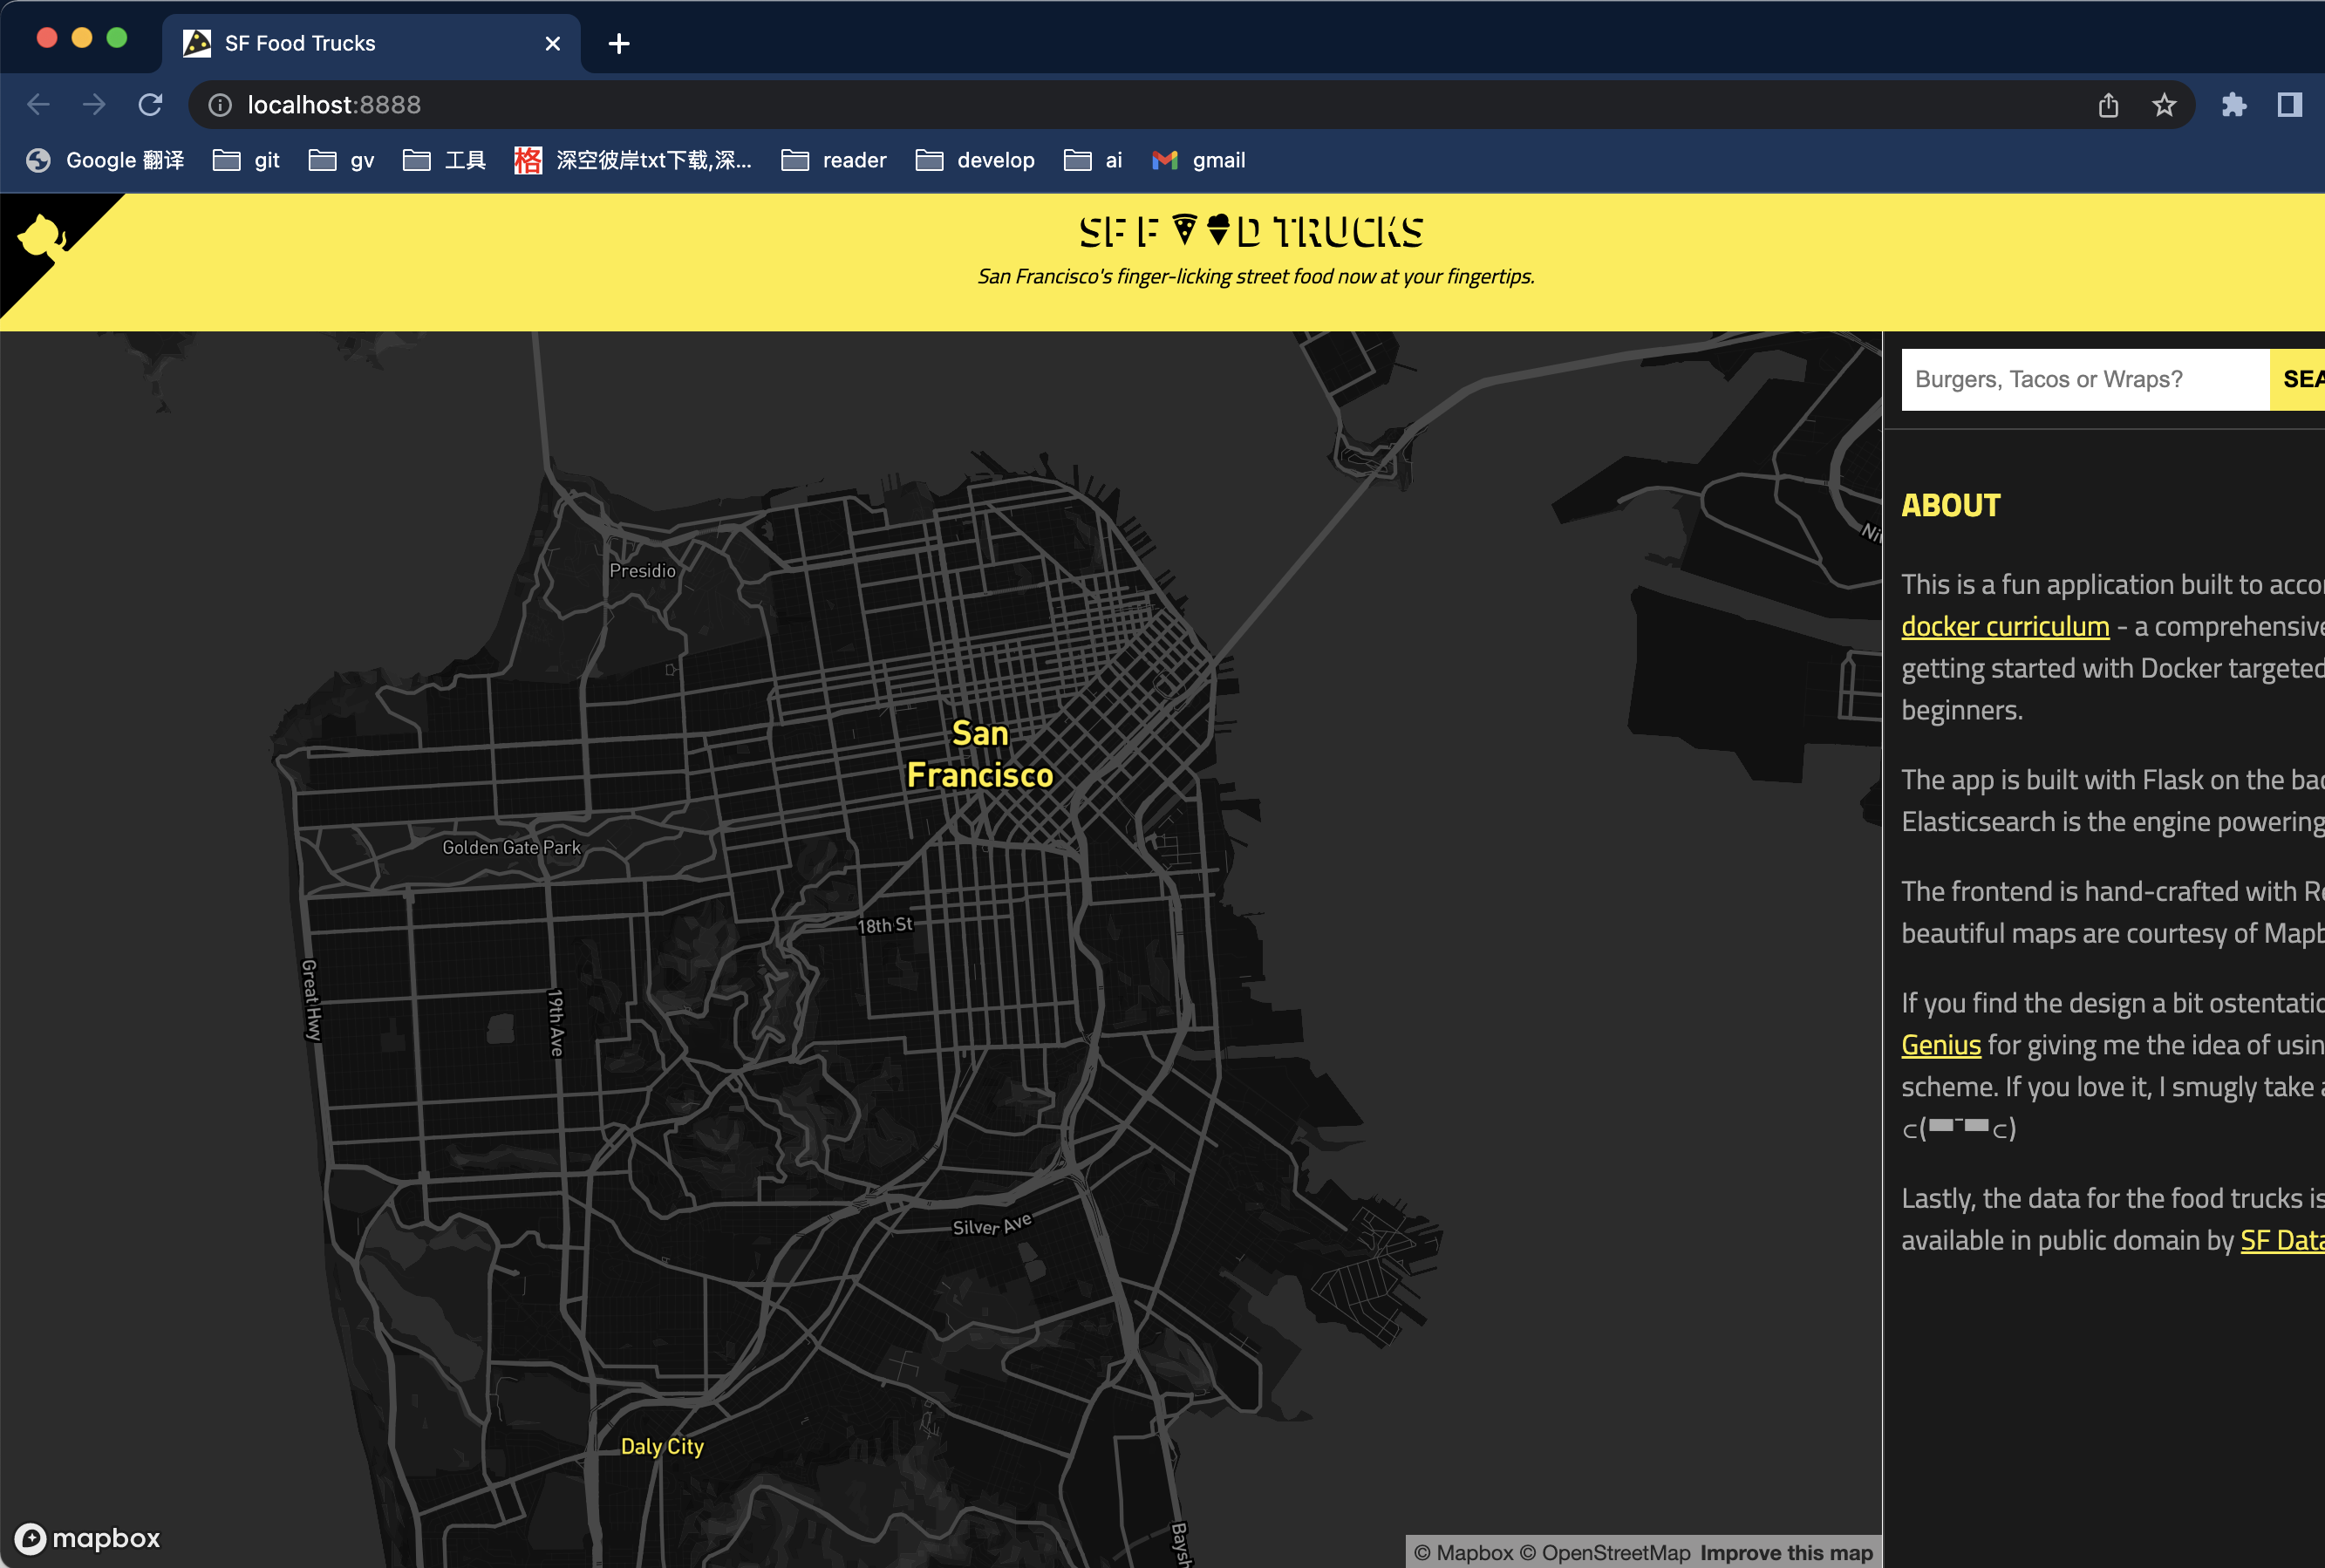 SF Food Trucks
localhost:8888
Google 翻译 git gv 工具 格 深空彼岸txt下载,深... reader develop ai gmail
SF F D TRUCKS
San Francisco's finger-licking street food now at your fingertips.
Burgers, Tacos or Wraps?
SEA
ABOUT
This is a fun application built to acco
docker curriculum - a comprehensive
getting started with Docker targeted
beginners.
The app is built with Flask on the bac
Elasticsearch is the engine powering
The frontend is hand-crafted with Re
beautiful maps are courtesy of Mapb
If you find the design a bit ostentatio
Genius for giving me the idea of usin
scheme. If you love it, I smugly take a
⊂(▀¯▀⊂)
Lastly, the data for the food trucks is
available in public domain by SF Data
Presidio
San
Francisco
Golden Gate Park
18th St
Great Hwy
19th Ave
Silver Ave
Daly City
Baysh
Ni
mapbox
© Mapbox © OpenStreetMap Improve this map